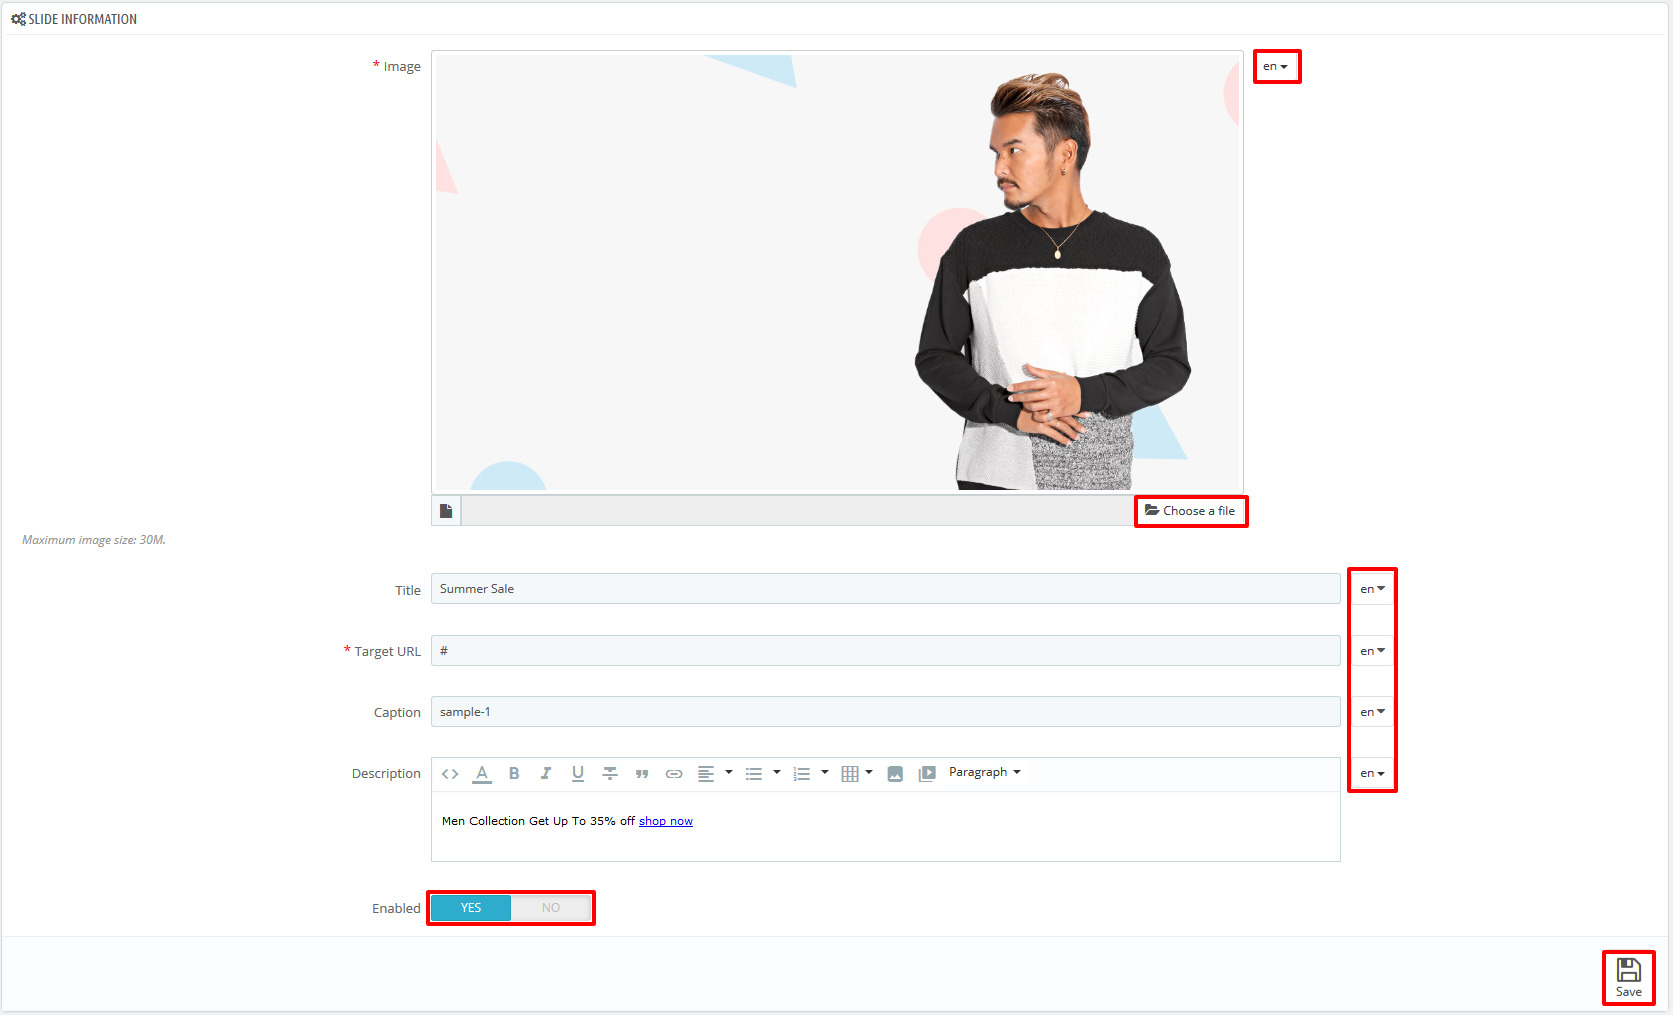 SLIDE INFORMATION
* Image
en
Choose a file
Maximum image size: 30M.
Title
Summer Sale
en
* Target URL
#
en
Caption
sample-1
en
Description
A B I U Paragraph
en
Men Collection Get Up To 35% off shop now
Enabled
YES NO
Save